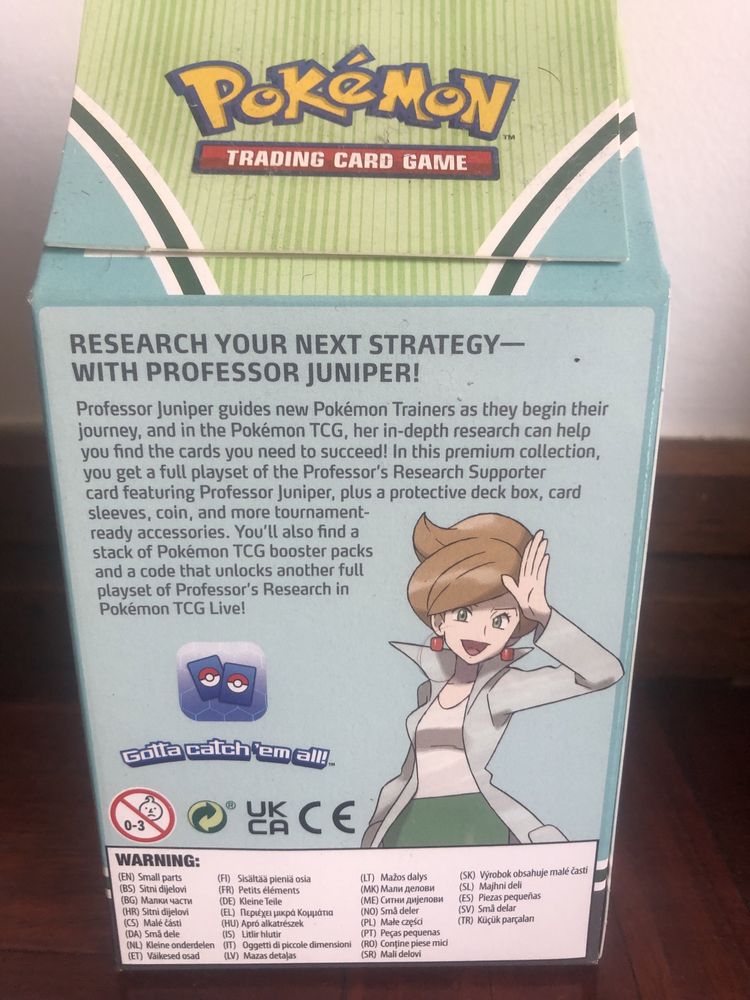 POKÉMON
TM
TRADING CARD GAME
RESEARCH YOUR NEXT STRATEGY—
WITH PROFESSOR JUNIPER!
Professor Juniper guides new Pokémon Trainers as they begin their
journey, and in the Pokémon TCG, her in-depth research can help
you find the cards you need to succeed! In this premium collection,
you get a full playset of the Professor's Research Supporter
card featuring Professor Juniper, plus a protective deck box, card
sleeves, coin, and more tournament-
ready accessories. You'll also find a
stack of Pokémon TCG booster packs
and a code that unlocks another full
playset of Professor's Research in
Pokémon TCG Live!
Gotta catch 'em all!™
0-3 ® UK CA CE
WARNING:
(EN) Small parts
(BS) Sitni dijelovi
(BG) Малки части
(HR) Sitni dijelovi
(CS) Malé části
(DA) Små dele
(NL) Kleine onderdelen
(ET) Väikesed osad
(FI) Sisältää pieniä osia
(FR) Petits éléments
(DE) Kleine Teile
(EL) Περιέχει μικρά Κομμάτια
(HU) Apró alkatrészek
(IS) Litlir hlutir
(IT) Oggetti di piccole dimensioni
(LV) Mazas detaļas
(LT) Mažos dalys
(MK) Мали делови
(ME) Ситни дијелови
(NO) Små deler
(PL) Małe części
(PT) Peças pequenas
(RO) Conține piese mici
(SR) Mali delovi
(SK) Výrobok obsahuje malé časti
(SL) Majhni deli
(ES) Piezas pequeñas
(SV) Små delar
(TR) Küçük parçaları